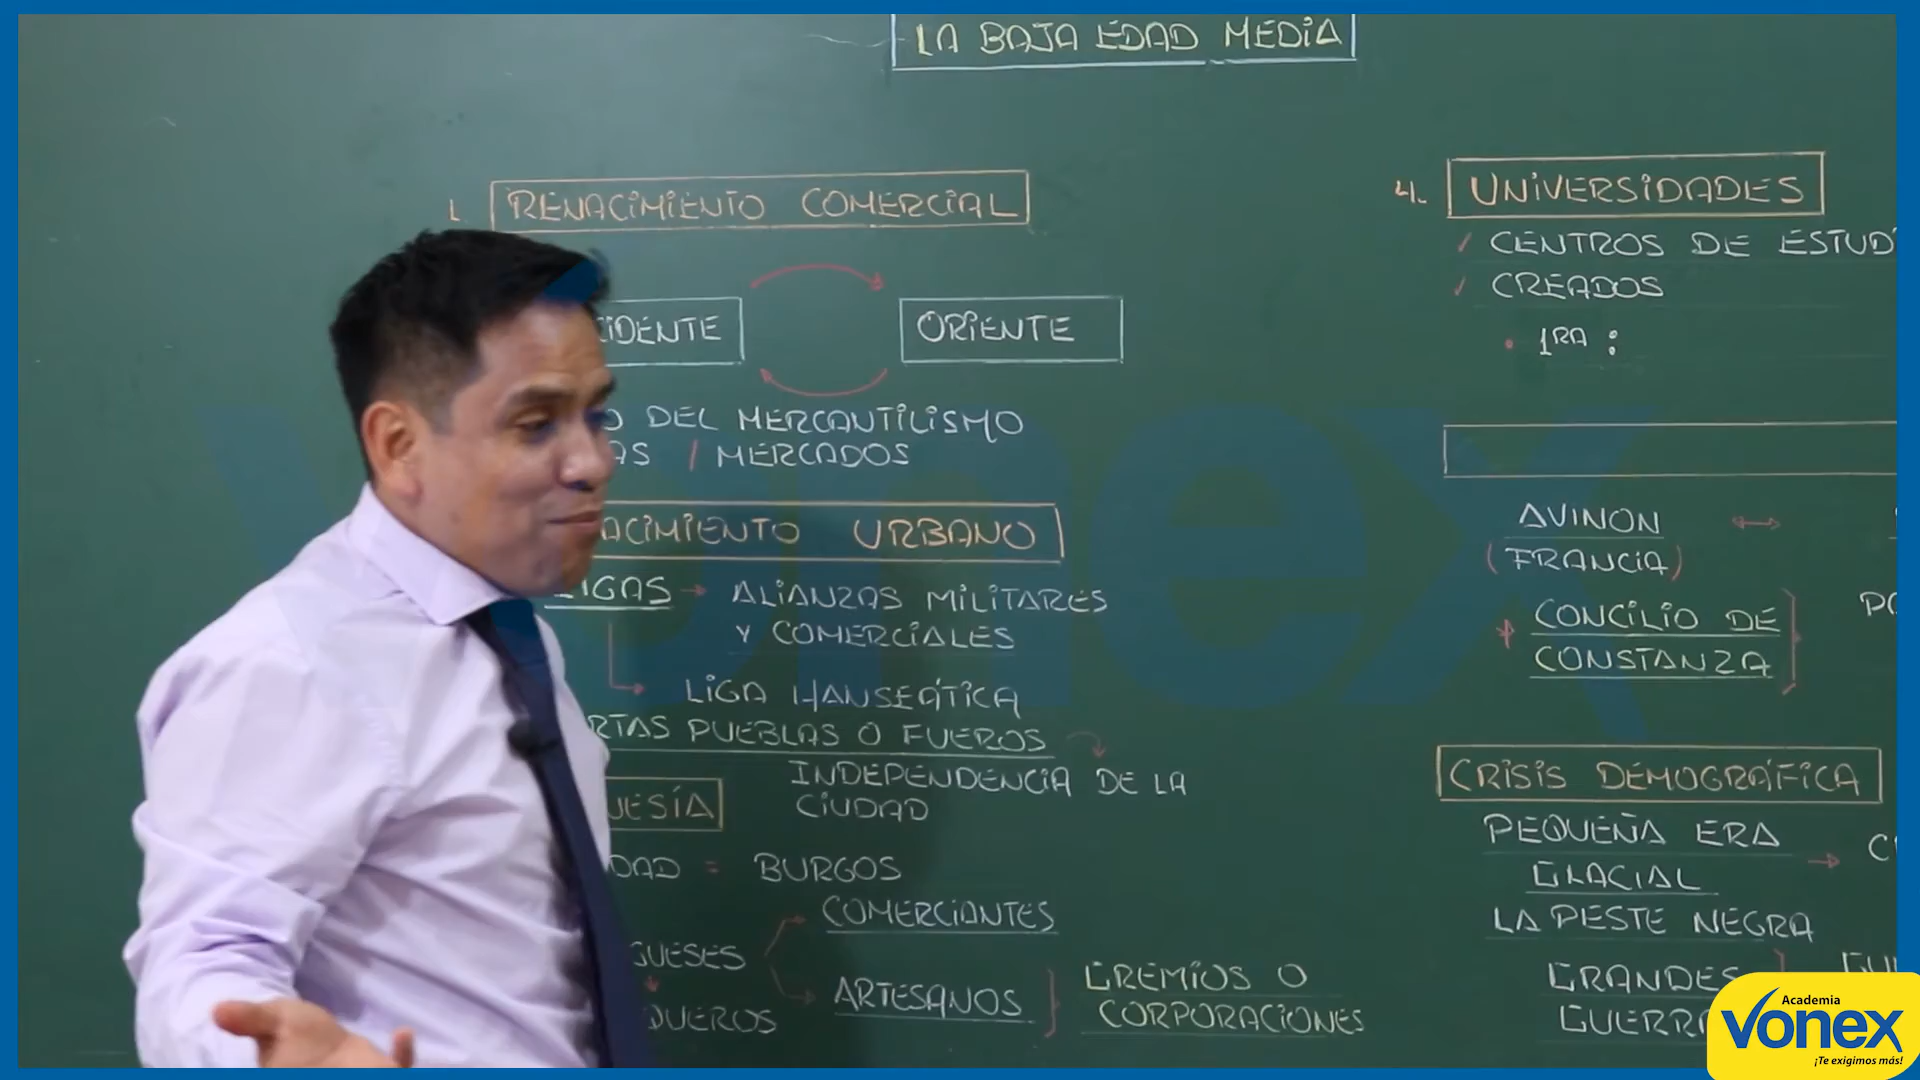 LA BAJA EDAD MEDIA
1. RENACIMIENTO COMERCIAL
ORIENTE
DEL MERCANTILISMO
/ MERCADOS
URBANO
ALIANZAS MILITARES
Y COMERCIALES
LIGA HANSEÁTICA
PUEBLAS O FUEROS
INDEPENDENCIA DE LA
CIUDAD
= BURGOS
COMERCIANTES
ARTESANOS
GREMIOS O
CORPORACIONES
4. UNIVERSIDADES
CENTROS DE
CREADOS
• 1RA :
AVIÑON
(FRANCIA)
* CONCILIO DE
CONSTANZA
CRISIS DEMOGRÁFICA
PEQUEÑA ERA
GLACIAL
LA PESTE NEGRA
GRANDES
Academia
vonex
¡Te exigimos más!